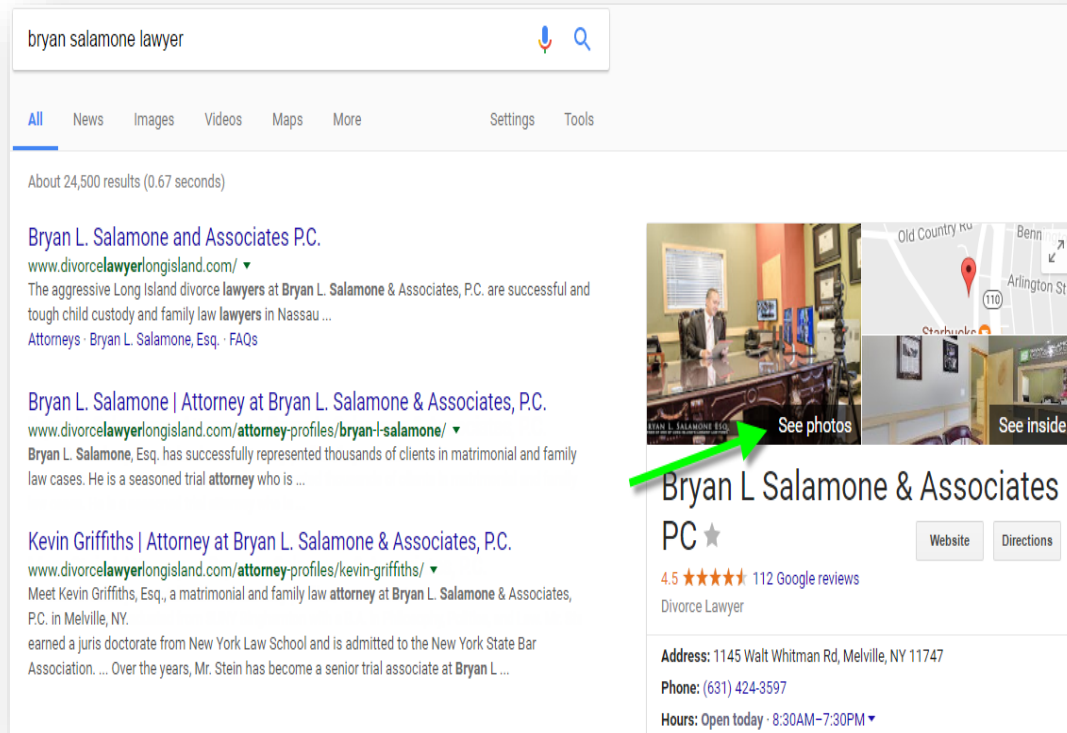 bryan salamone lawyer
All News Images Videos Maps More Settings Tools
About 24,500 results (0.67 seconds)
Bryan L. Salamone and Associates P.C.
www.divorcelawyerlongisland.com/
The aggressive Long Island divorce lawyers at Bryan L. Salamone & Associates, P.C. are successful and
tough child custody and family law lawyers in Nassau ...
Attorneys · Bryan L. Salamone, Esq. · FAQs
Bryan L. Salamone | Attorney at Bryan L. Salamone & Associates, P.C.
www.divorcelawyerlongisland.com/attorney-profiles/bryan-l-salamone/
Bryan L. Salamone, Esq. has successfully represented thousands of clients in matrimonial and family
law cases. He is a seasoned trial attorney who is ...
Kevin Griffiths | Attorney at Bryan L. Salamone & Associates, P.C.
www.divorcelawyerlongisland.com/attorney-profiles/kevin-griffiths/
Meet Kevin Griffiths, Esq., a matrimonial and family law attorney at Bryan L. Salamone & Associates,
P.C. in Melville, NY.
earned a juris doctorate from New York Law School and is admitted to the New York State Bar
Association. ... Over the years, Mr. Stein has become a senior trial associate at Bryan L ...
Old Country Rd
Arlington St
110
Starbucks
BRYAN L. SALAMONE ESQ.
See photos
See inside
Bryan L Salamone & Associates
PC
Website Directions
4.5 112 Google reviews
Divorce Lawyer
Address: 1145 Walt Whitman Rd, Melville, NY 11747
Phone: (631) 424-3597
Hours: Open today · 8:30AM–7:30PM